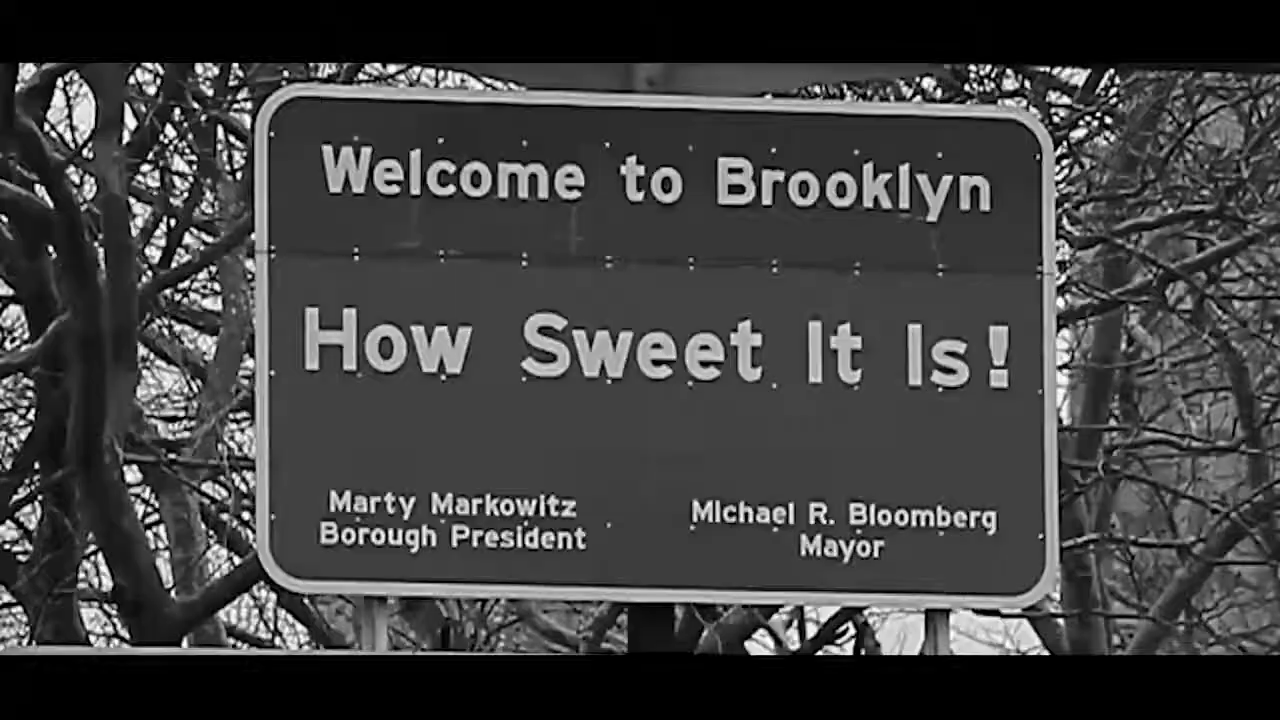 Welcome to Brooklyn
How Sweet It Is!
Marty Markowitz
Borough President
Michael R. Bloomberg
Mayor